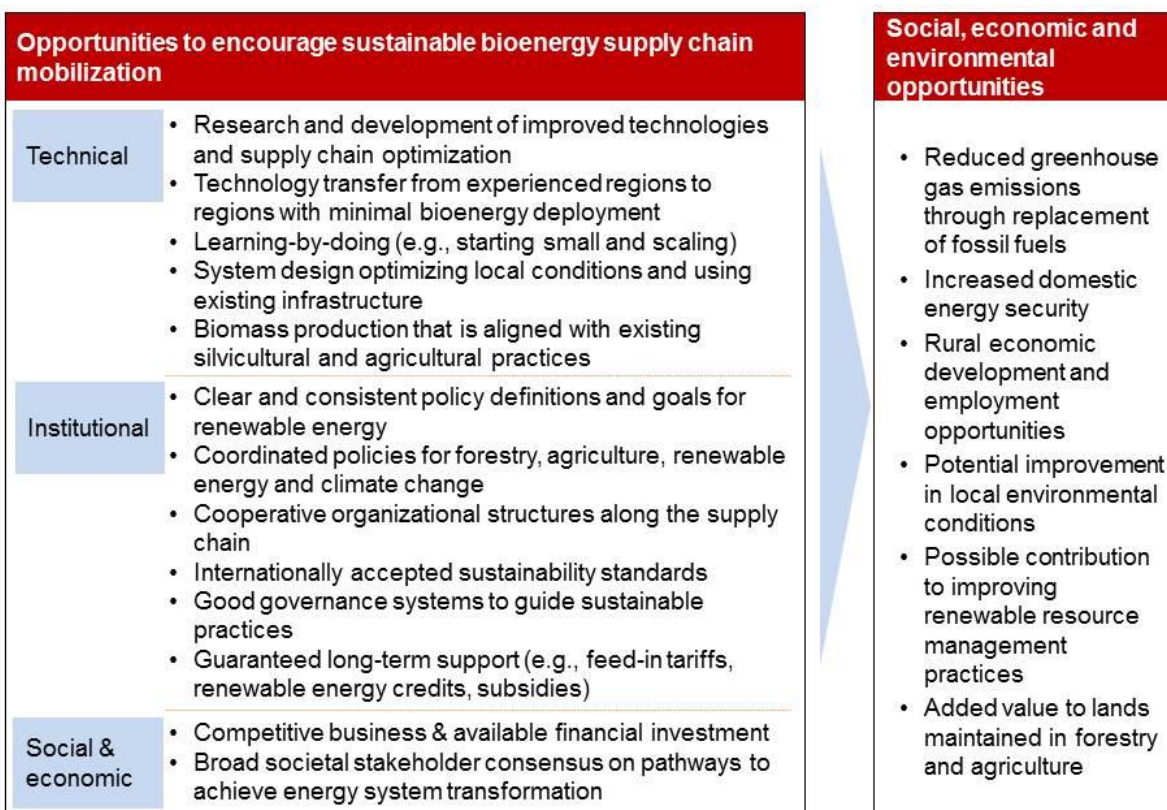 Opportunities to encourage sustainable bioenergy supply chain
mobilization
Technical
• Research and development of improved technologies
and supply chain optimization
• Technology transfer from experienced regions to
regions with minimal bioenergy deployment
• Learning-by-doing (e.g., starting small and scaling)
• System design optimizing local conditions and using
existing infrastructure
• Biomass production that is aligned with existing
silvicultural and agricultural practices
Institutional
• Clear and consistent policy definitions and goals for
renewable energy
• Coordinated policies for forestry, agriculture, renewable
energy and climate change
• Cooperative organizational structures along the supply
chain
• Internationally accepted sustainability standards
• Good governance systems to guide sustainable
practices
• Guaranteed long-term support (e.g., feed-in tariffs,
renewable energy credits, subsidies)
Social &
economic
• Competitive business & available financial investment
• Broad societal stakeholder consensus on pathways to
achieve energy system transformation
Social, economic and
environmental
opportunities
• Reduced greenhouse
gas emissions
through replacement
of fossil fuels
• Increased domestic
energy security
• Rural economic
development and
employment
opportunities
• Potential improvement
in local environmental
conditions
• Possible contribution
to improving
renewable resource
management
practices
• Added value to lands
maintained in forestry
and agriculture